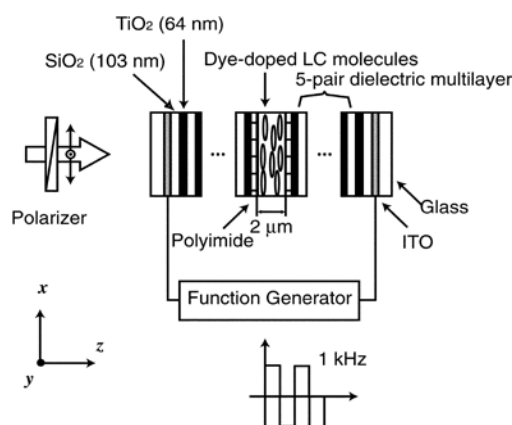 TiO₂ (64 nm)
SiO₂ (103 nm)
Dye-doped LC molecules
5-pair dielectric multilayer
...
...
Polarizer
Polyimide
2 μm
Glass
ITO
Function Generator
x
z
y
1 kHz